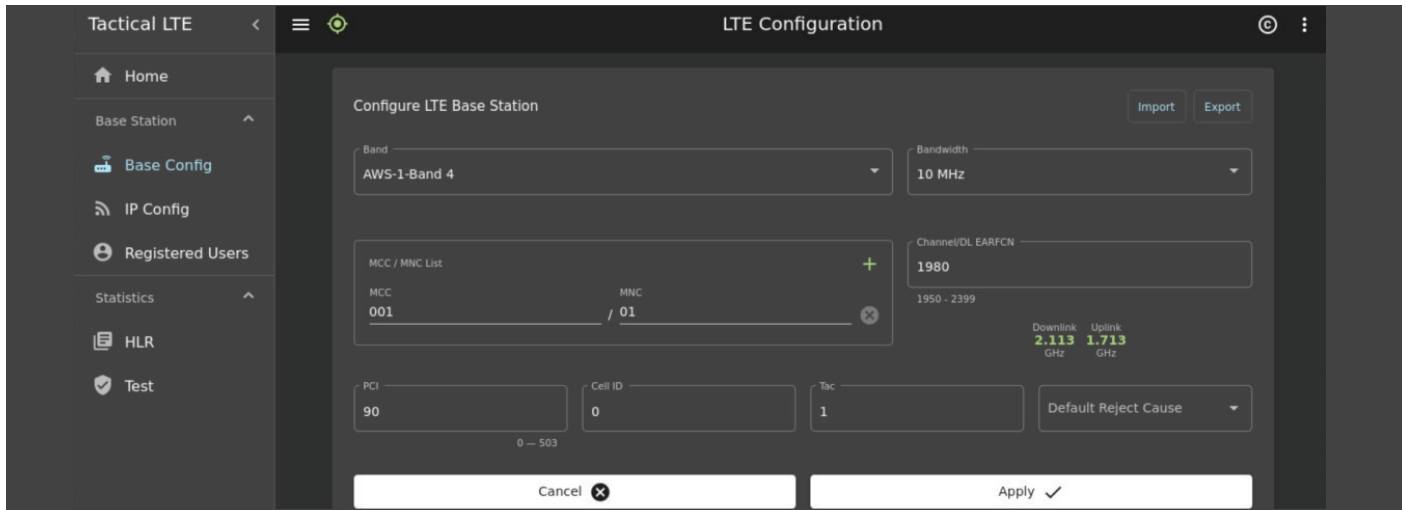 Tactical LTE
LTE Configuration
Home
Base Station
Base Config
IP Config
Registered Users
Statistics
HLR
Test
Configure LTE Base Station
Import
Export
Band
AWS-1-Band 4
Bandwidth
10 MHz
MCC / MNC List
+
MCC
001
/
MNC
01
Channel/DL EARFCN
1980
1950 - 2399
Downlink Uplink
2.113 1.713
GHz GHz
PCI
90
0 — 503
Cell ID
0
Tac
1
Default Reject Cause
Cancel
Apply